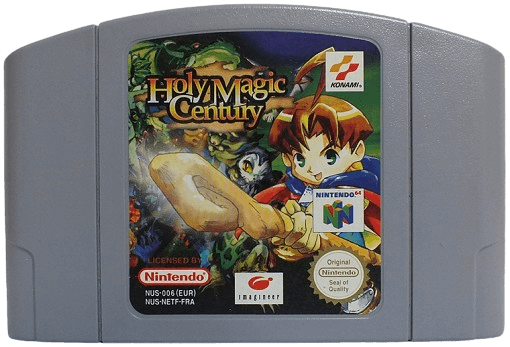 Holy Magic
Century
KONAMI®
NINTENDO 64
N
LICENSED BY
Nintendo
NUS-006 (EUR)
NUS-NETF-FRA
imagineer
Original
Nintendo
Seal of
Quality